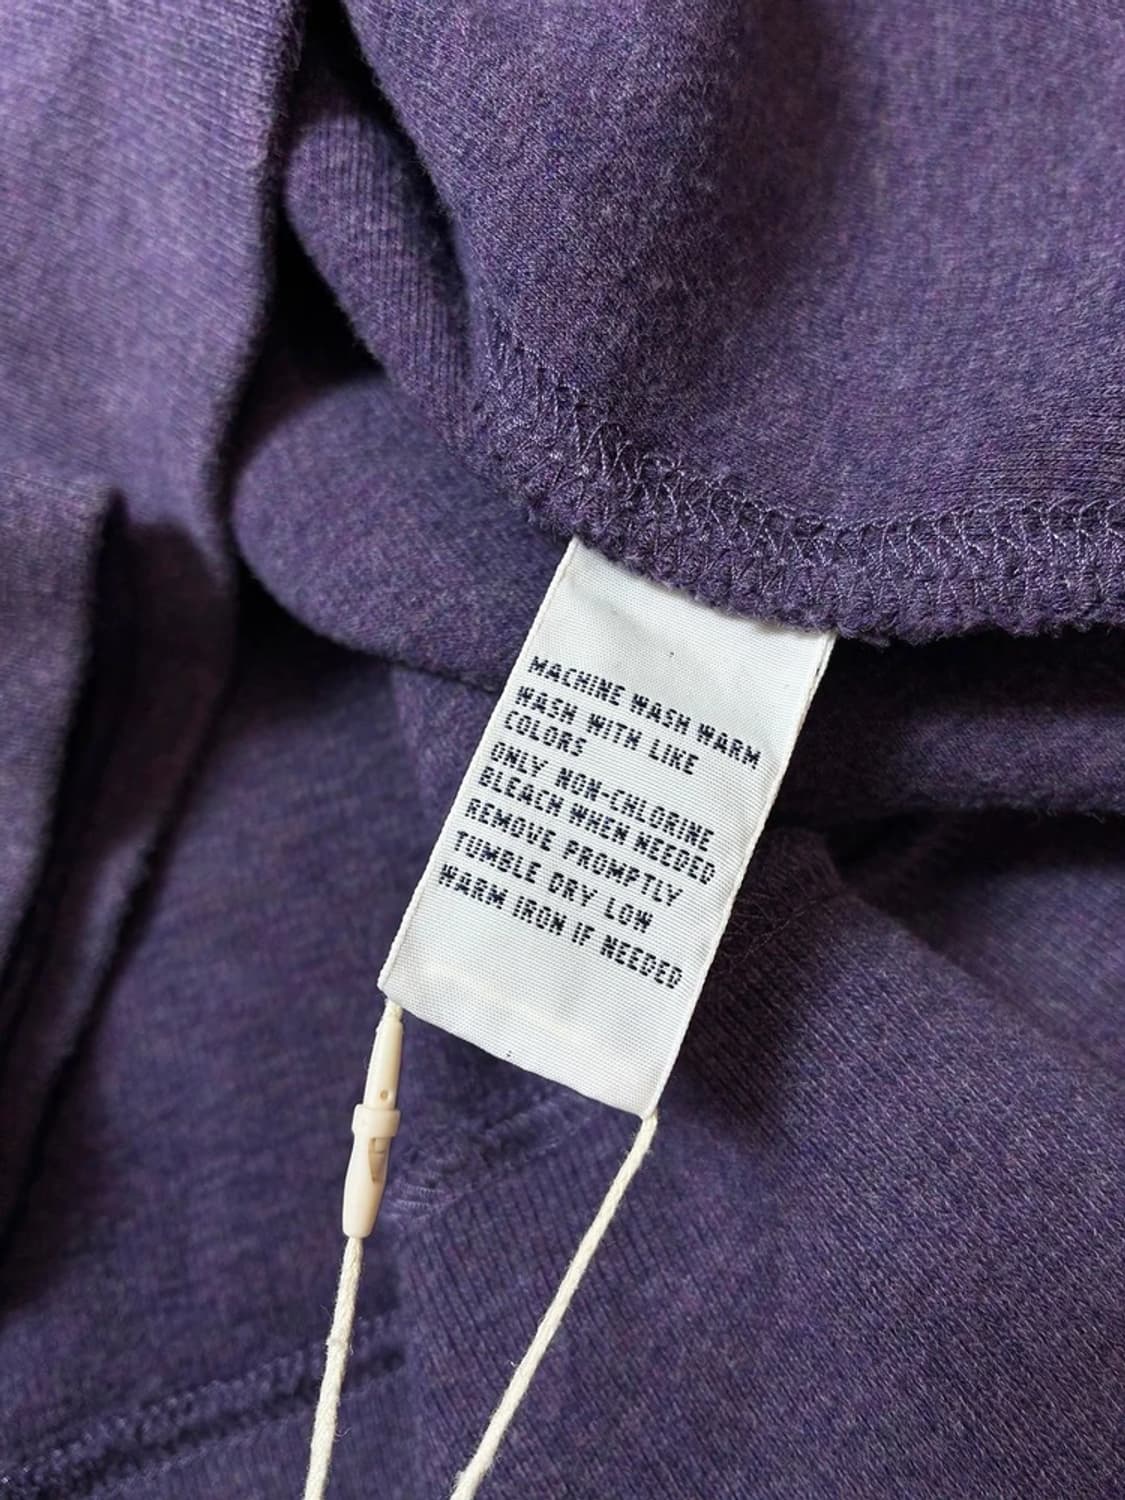 MACHINE WASH WARM
WASH WITH LIKE
COLORS
ONLY NON-CHLORINE
BLEACH WHEN NEEDED
REMOVE PROMPTLY
TUMBLE DRY LOW
WARM IRON IF NEEDED